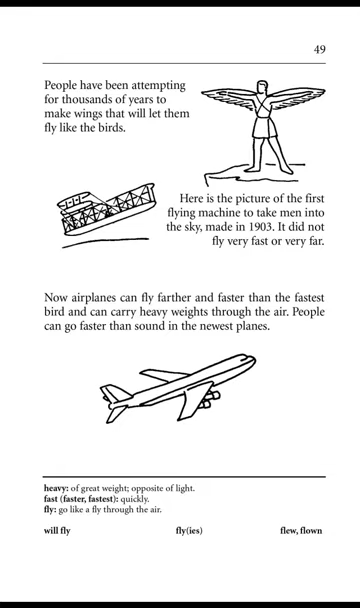 49
People have been attempting
for thousands of years to
make wings that will let them
fly like the birds.
Here is the picture of the first
flying machine to take men into
the sky, made in 1903. It did not
fly very fast or very far.
Now airplanes can fly farther and faster than the fastest
bird and can carry heavy weights through the air. People
can go faster than sound in the newest planes.
heavy: of great weight; opposite of light.
fast (faster, fastest): quickly.
fly: go like a fly through the air.
will fly fly(ies) flew, flown